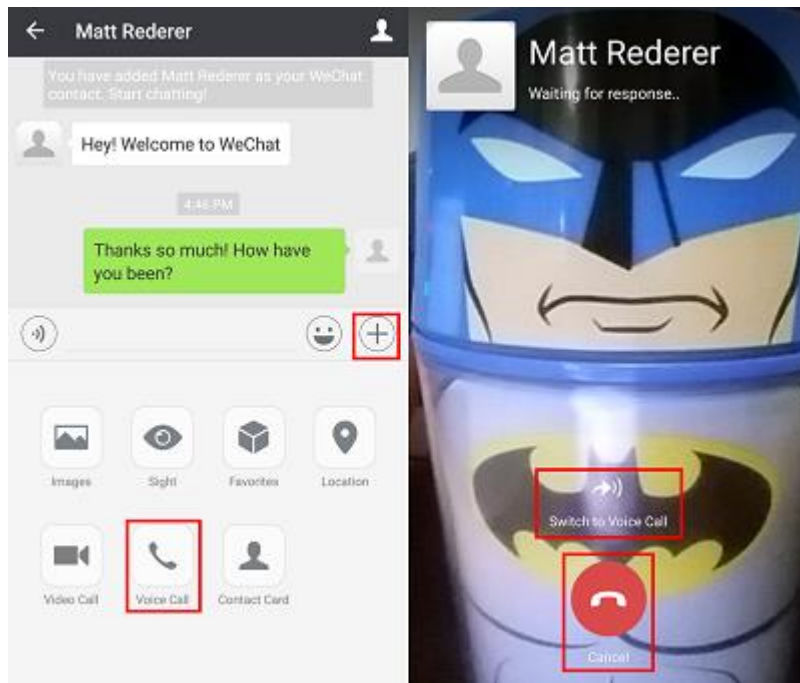 Matt Rederer
You have added Matt Rederer as your WeChat
contact. Start chatting!
Hey! Welcome to WeChat
4:46 PM
Thanks so much! How have
you been?
Images
Sight
Favorites
Location
Video Call
Voice Call
Contact Card
Matt Rederer
Waiting for response..
Switch to Voice Call
Cancel